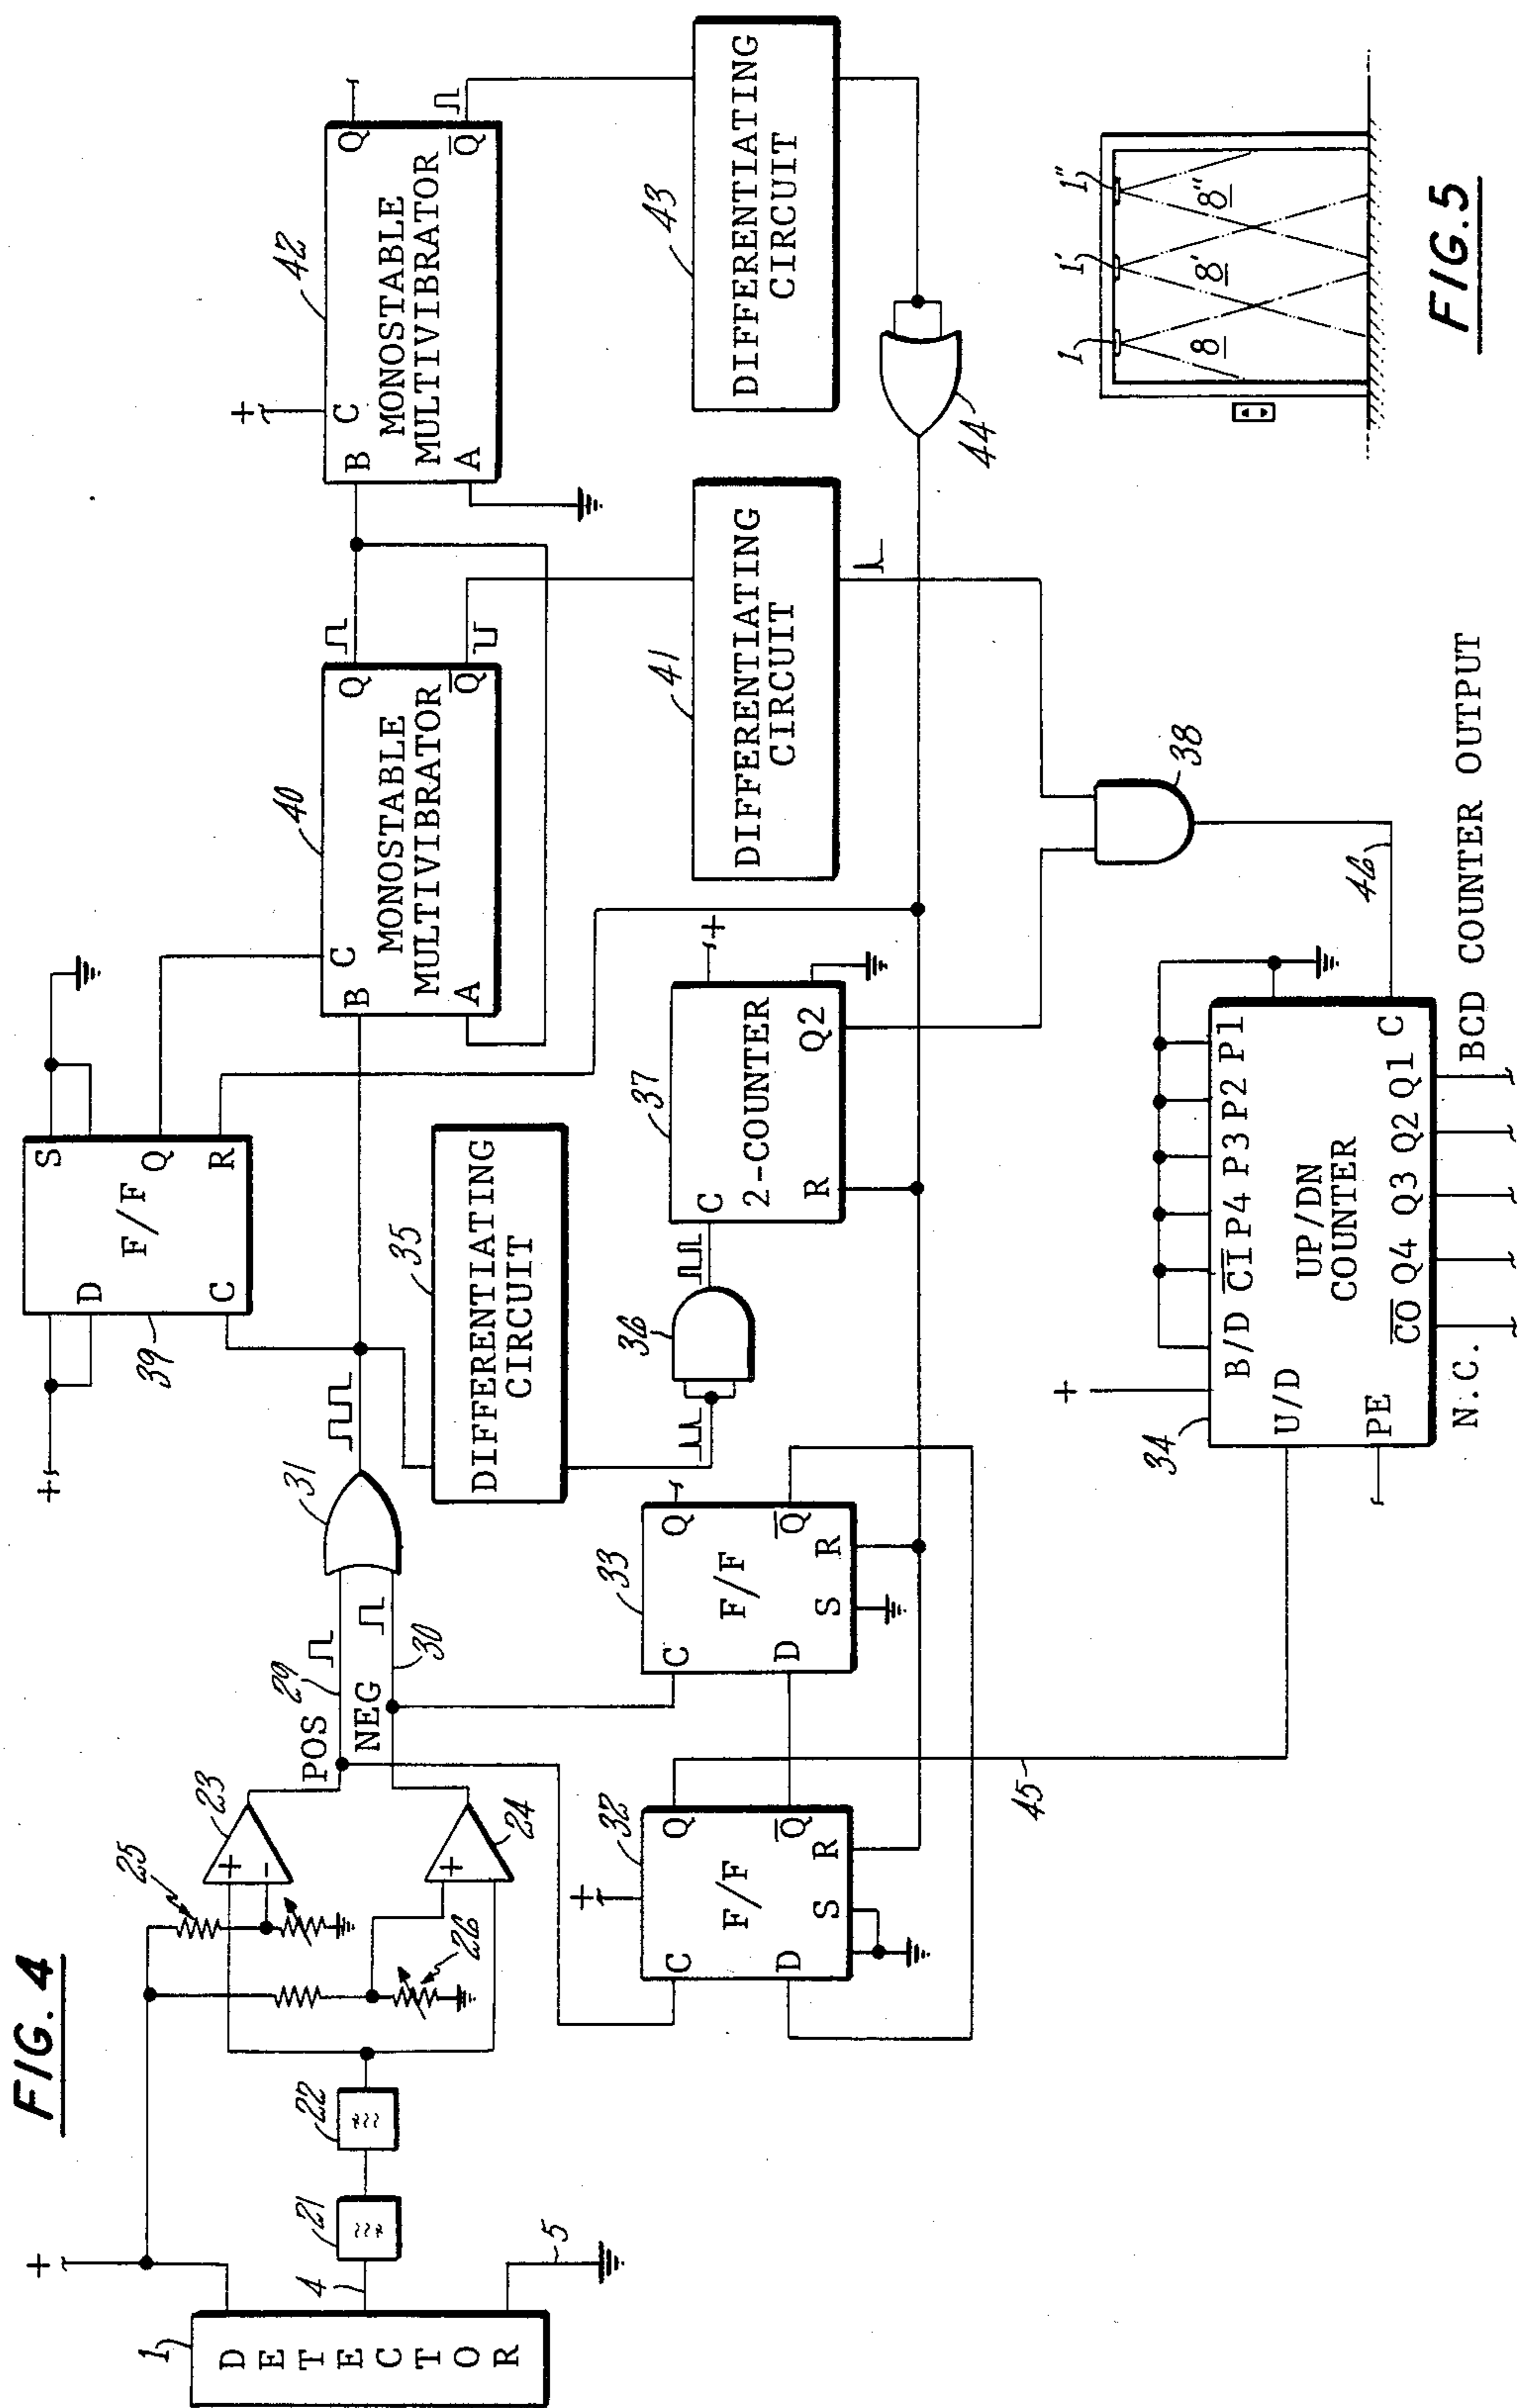 FIG. 4
+
1
DETECTOR
4
5
21
22
25
26
+
-
23
+
24
POS
29
NEG
30
31
+
D
C
F/F
S
Q
R
39
35
DIFFERENTIATING
CIRCUIT
36
37
C
2-COUNTER
R
Q2
+
40
C
B
A
MONOSTABLE
MULTIVIBRATOR
Q
Q̅
42
+
C
B
A
MONOSTABLE
MULTIVIBRATOR
Q
Q̅
41
DIFFERENTIATING
CIRCUIT
43
DIFFERENTIATING
CIRCUIT
44
38
46
32
+
C
D
F/F
S
R
Q
Q̅
33
C
D
F/F
S
R
Q
Q̅
45
34
+
B/D C̅I̅ P4 P3 P2 P1
U/D
PE
UP/DN
COUNTER
C
C̅O̅ Q4 Q3 Q2 Q1
N.C.
BCD COUNTER OUTPUT
1
1'
1"
8
8'
8"
FIG. 5